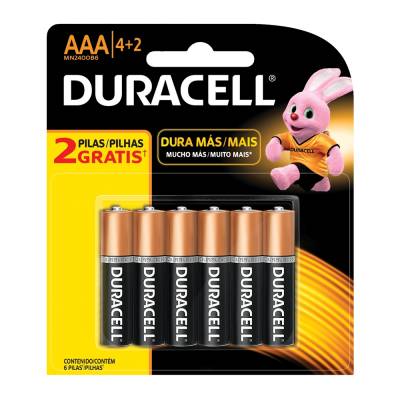 AAA 4+2
MN2400B6
DURACELL®
2 PILAS/PILHAS
GRATIS†
DURA MÁS/MAIS
MUCHO MÁS/MUITO MAIS*
DURACELL
DURACELL
DURACELL
DURACELL
DURACELL
DURACELL
DURACELL
CONTENIDO/CONTÉM
6 PILAS*/PILHAS*